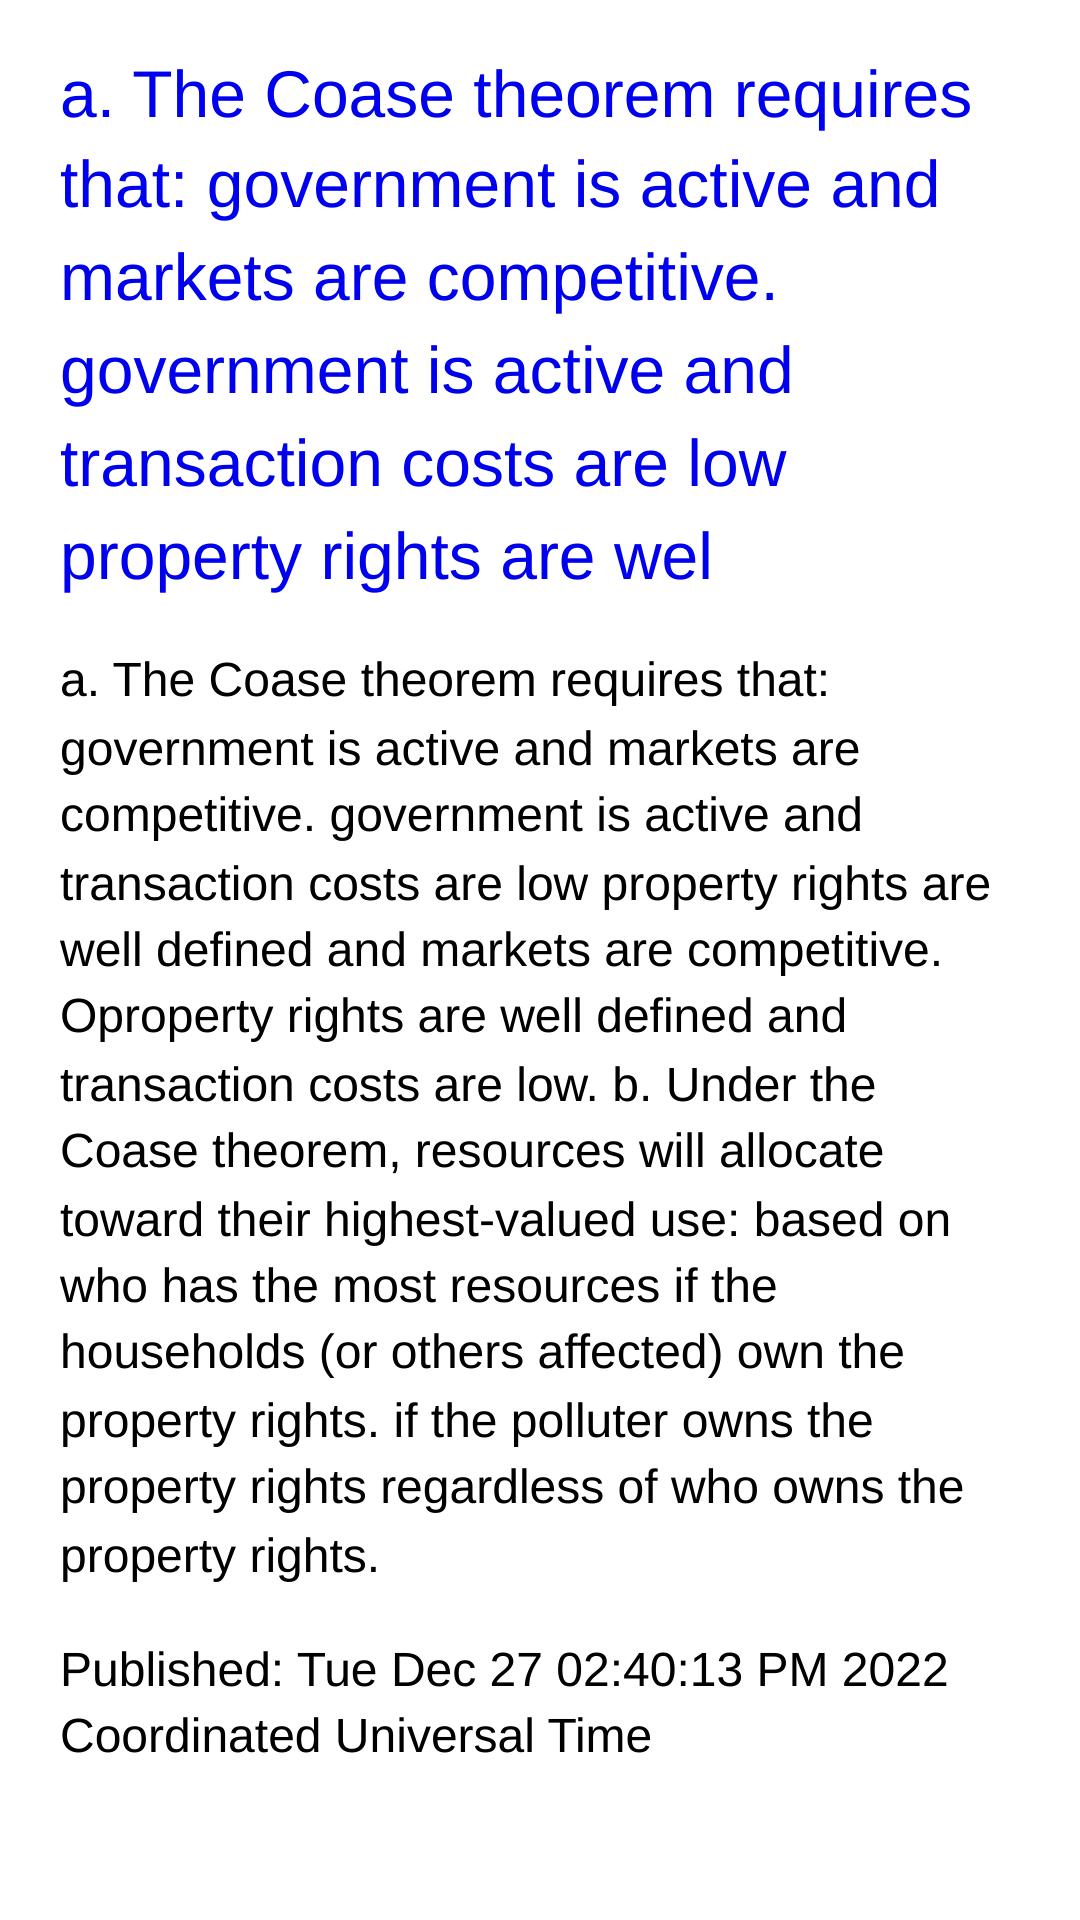 a. The Coase theorem requires
that: government is active and
markets are competitive.
government is active and
transaction costs are low
property rights are wel
a. The Coase theorem requires that:
government is active and markets are
competitive. government is active and
transaction costs are low property rights are
well defined and markets are competitive.
Oproperty rights are well defined and
transaction costs are low. b. Under the
Coase theorem, resources will allocate
toward their highest-valued use: based on
who has the most resources if the
households (or others affected) own the
property rights. if the polluter owns the
property rights regardless of who owns the
property rights.
Published: Tue Dec 27 02:40:13 PM 2022
Coordinated Universal Time